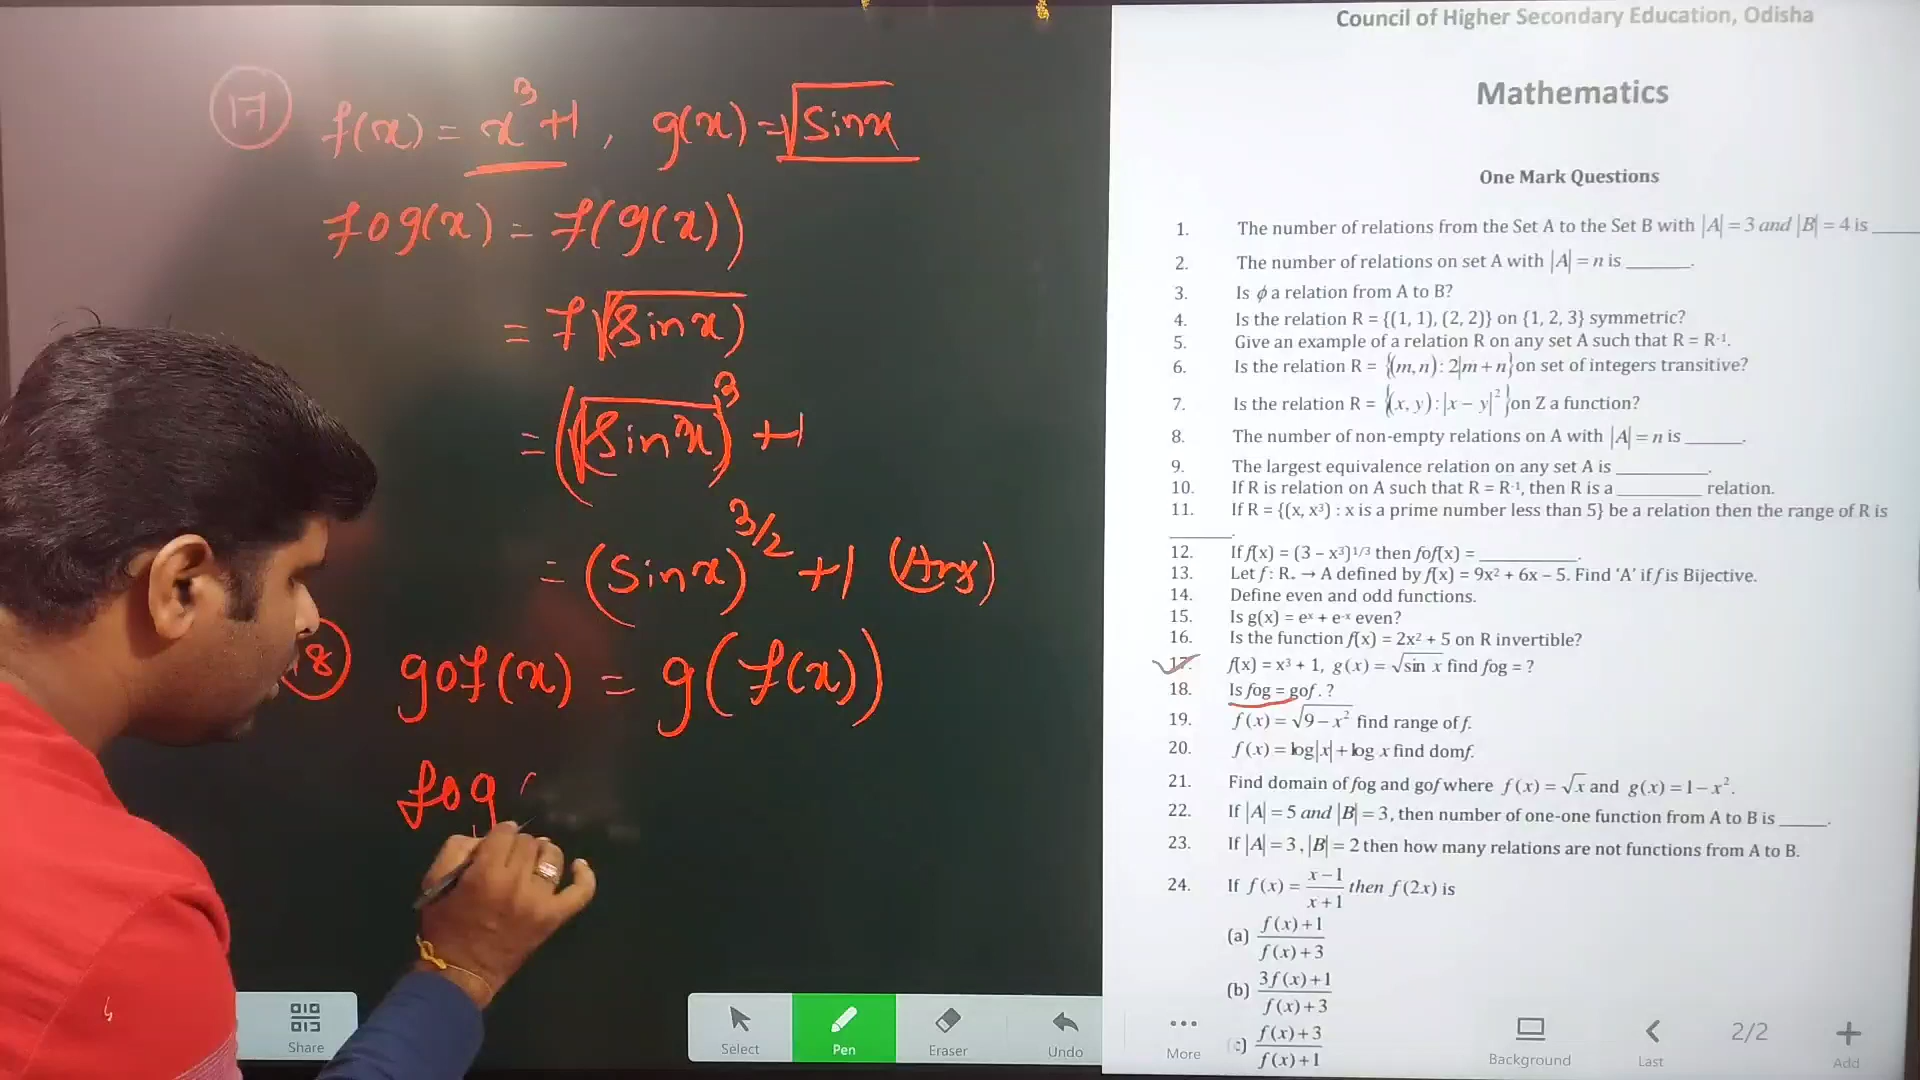 17 f(x) = x³+1, g(x) = √Sinx
fog(x) = f(g(x))
= f√(Sinx)
= (√Sinx)³ +1
= (Sinx)^3/2 +1 (Ans)
18 gof(x) = g(f(x))
fog (
Share
Select
Pen
Eraser
Undo
Council of Higher Secondary Education, Odisha
Mathematics
One Mark Questions
1. The number of relations from the Set A to the Set B with |A| = 3 and |B| = 4 is ____
2. The number of relations on set A with |A| = n is _______.
3. Is ϕ a relation from A to B?
4. Is the relation R = {(1, 1), (2, 2)} on {1, 2, 3} symmetric?
5. Give an example of a relation R on any set A such that R = R⁻¹.
6. Is the relation R = {(m, n) : 2|m + n} on set of integers transitive?
7. Is the relation R = {(x, y) : |x − y|²} on Z a function?
8. The number of non-empty relations on A with |A| = n is ______.
9. The largest equivalence relation on any set A is __________.
10. If R is relation on A such that R = R⁻¹, then R is a _________ relation.
11. If R = {(x, x³) : x is a prime number less than 5} be a relation then the range of R is
_______.
12. If f(x) = (3 – x³)^1/3 then fof(x) = ___________.
13. Let f : R₊ → A defined by f(x) = 9x² + 6x – 5. Find 'A' if f is Bijective.
14. Define even and odd functions.
15. Is g(x) = eˣ + e⁻ˣ even?
16. Is the function f(x) = 2x² + 5 on R invertible?
17. f(x) = x³ + 1, g(x) = √sin x find fog = ?
18. Is fog = gof . ?
19. f(x) = √9 − x² find range of f.
20. f(x) = log|x| + log x find domf.
21. Find domain of fog and gof where f(x) = √x and g(x) = 1 − x².
22. If |A| = 5 and |B| = 3, then number of one-one function from A to B is _____.
23. If |A| = 3, |B| = 2 then how many relations are not functions from A to B.
24. If f(x) = x − 1 / x + 1 then f(2x) is
(a) f(x) + 1 / f(x) + 3
(b) 3f(x) + 1 / f(x) + 3
c) f(x) + 3 / f(x) + 1
More
Background
Last
2/2
Add